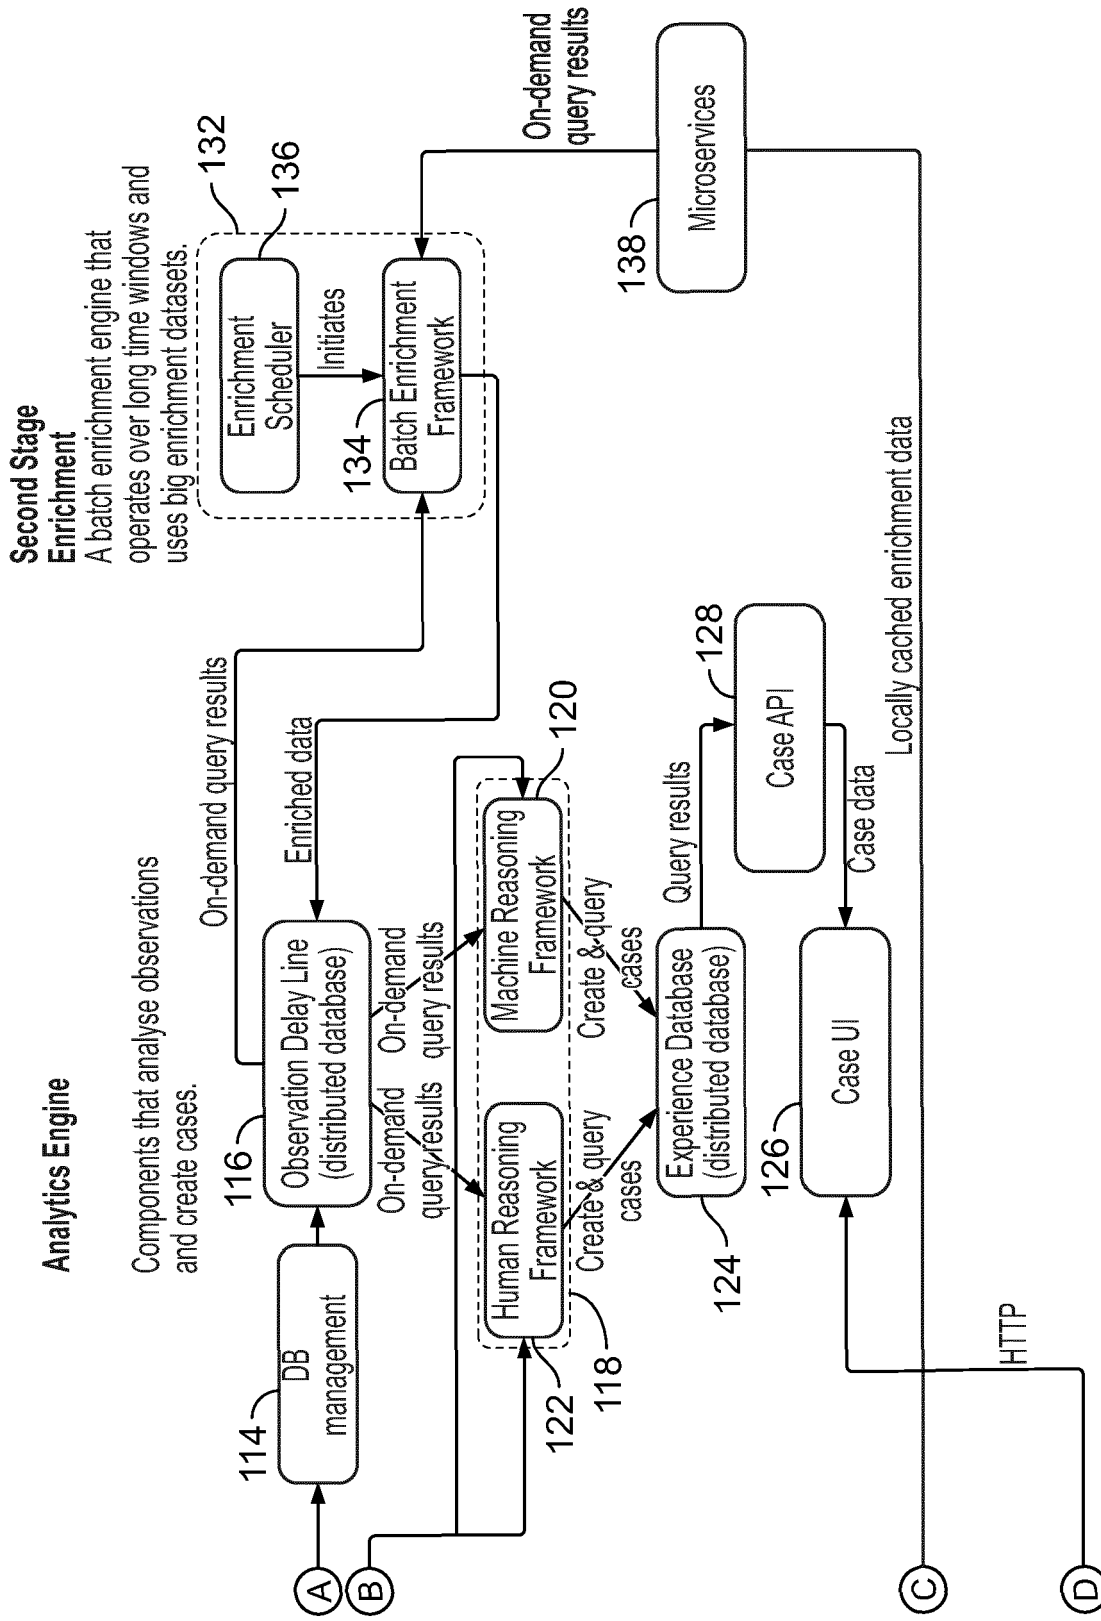 Analytics Engine
Components that analyse observations
and create cases.
Second Stage
Enrichment
A batch enrichment engine that
operates over long time windows and
uses big enrichment datasets.
132
136
Enrichment
Scheduler
Initiates
134
Batch Enrichment
Framework
On-demand
query results
138
Microservices
On-demand query results
Enriched data
116
Observation Delay Line
(distributed database)
114
DB
management
A
B
On-demand
query results
On-demand
query results
120
Machine Reasoning
Framework
122
Human Reasoning
Framework
118
Create & query
cases
Create & query
cases
124
Experience Database
(distributed database)
Query results
128
Case API
Case data
126
Case UI
Locally cached enrichment data
C
HTTP
D